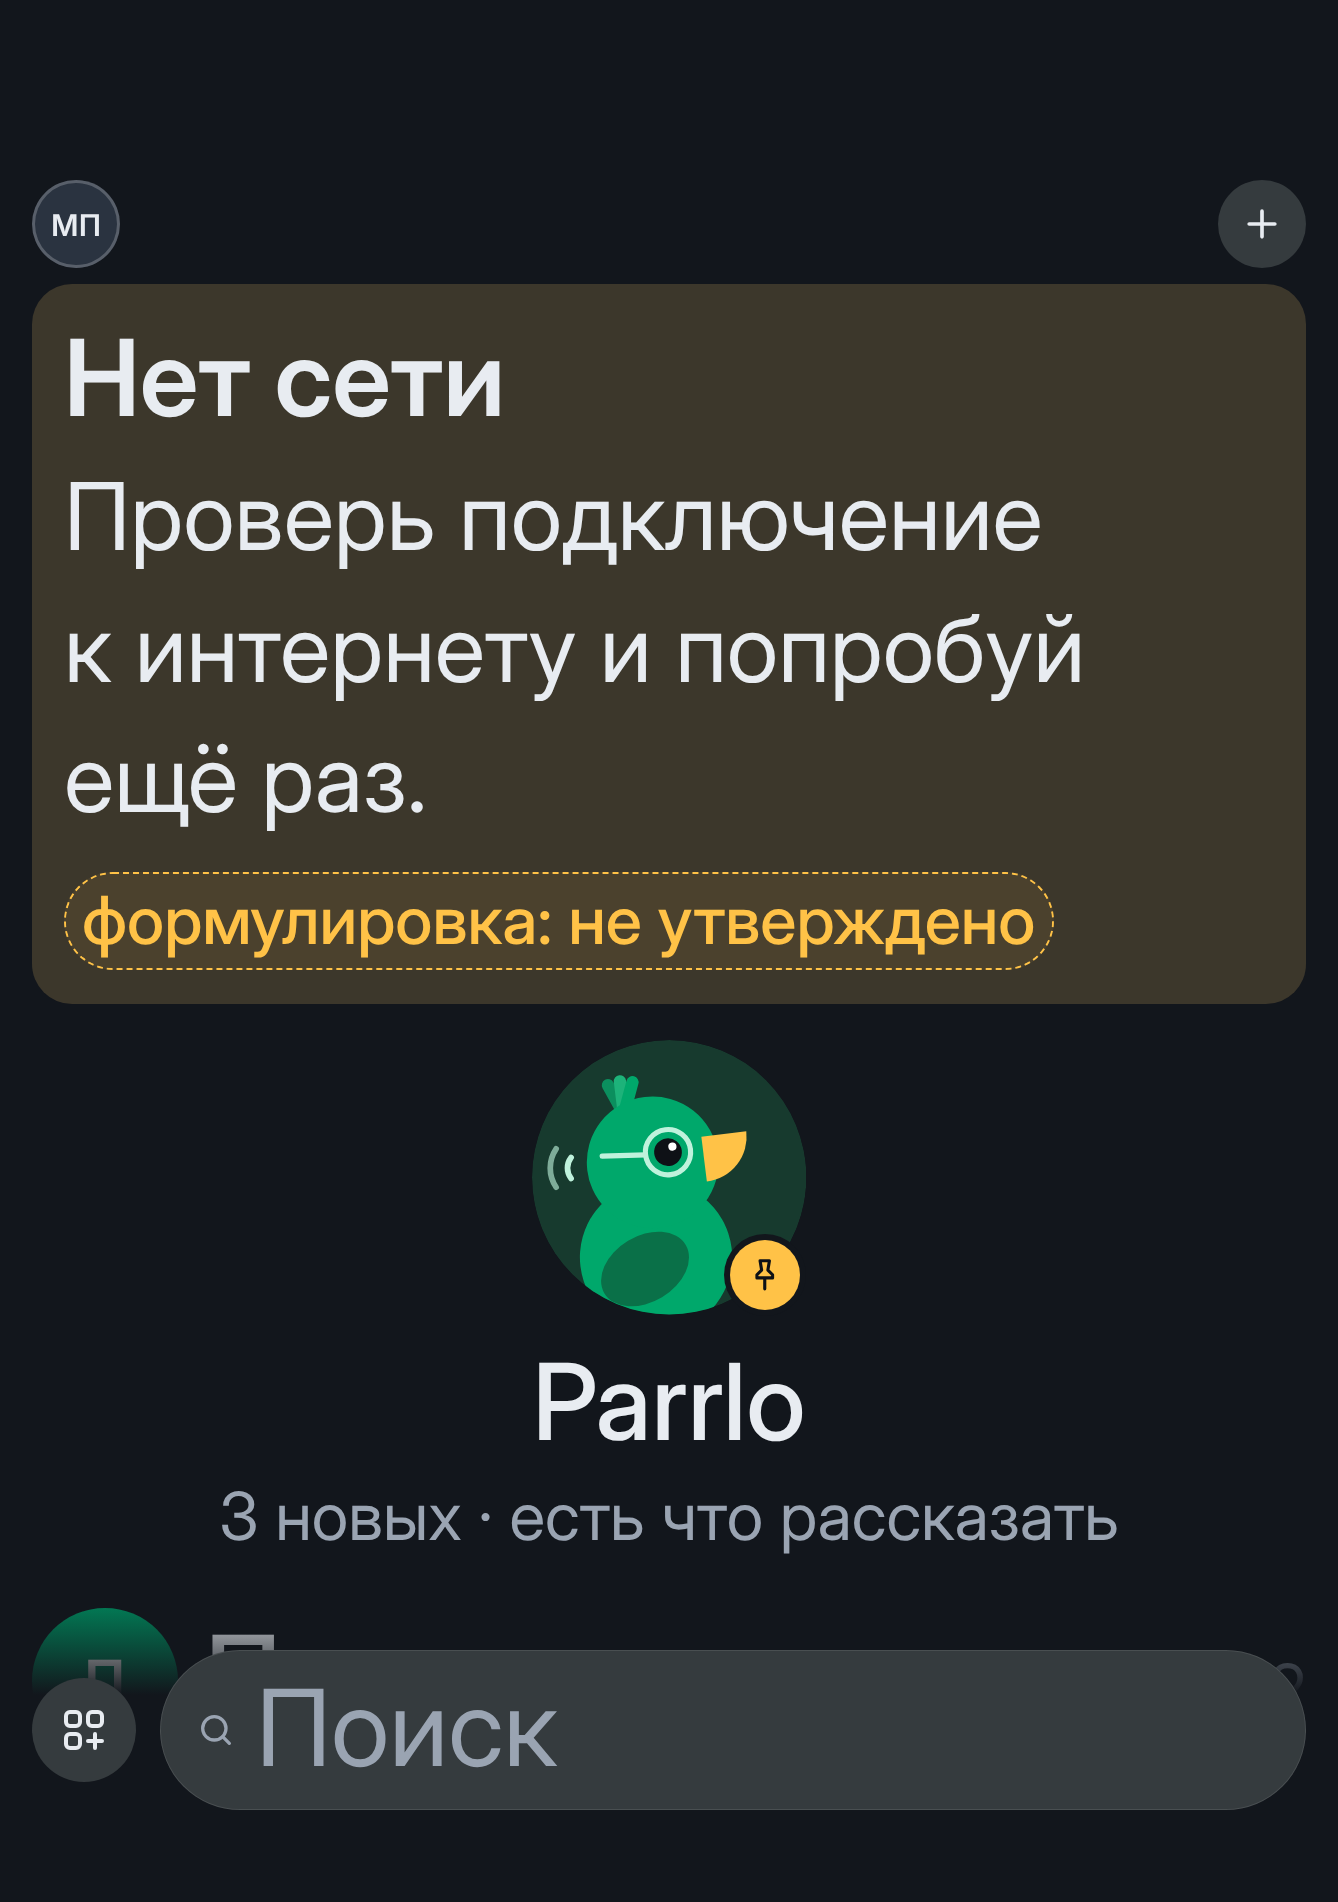 МП
Нет сети
Проверь подключение
к интернету и попробуй
ещё раз.
формулировка: не утверждено
Parrlo
3 новых · есть что рассказать
Поиск